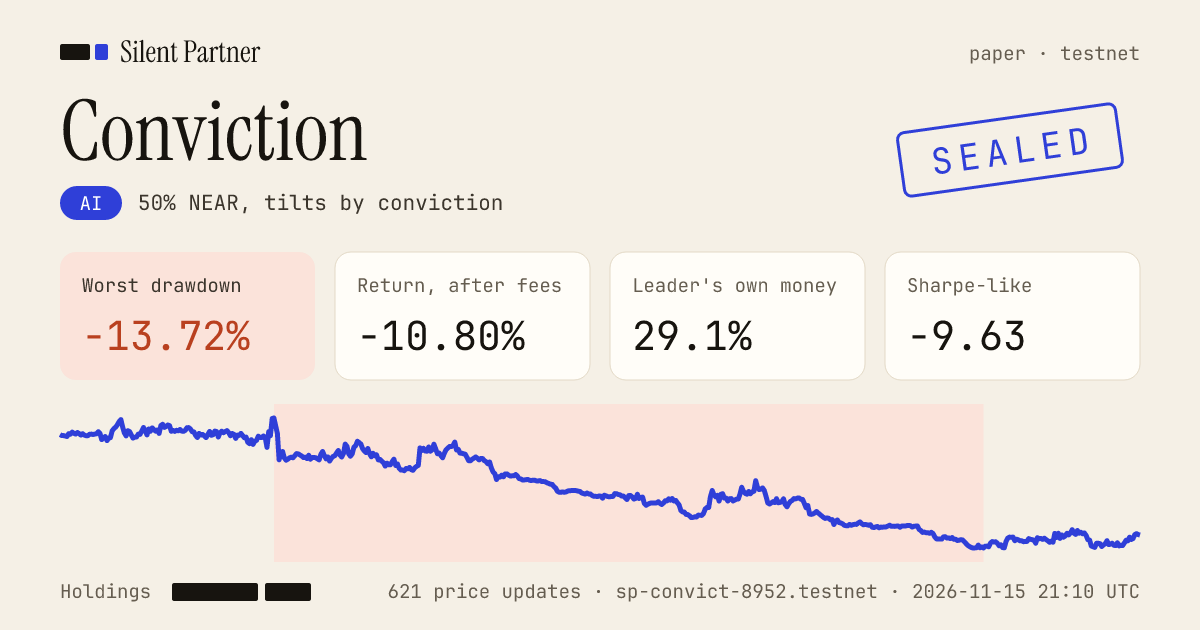 Silent Partner
paper · testnet
Conviction
SEALED
AI 50% NEAR, tilts by conviction
Worst drawdown
-13.72%
Return, after fees
-10.80%
Leader's own money
29.1%
Sharpe-like
-9.63
Holdings
621 price updates · sp-convict-8952.testnet · 2026-11-15 21:10 UTC